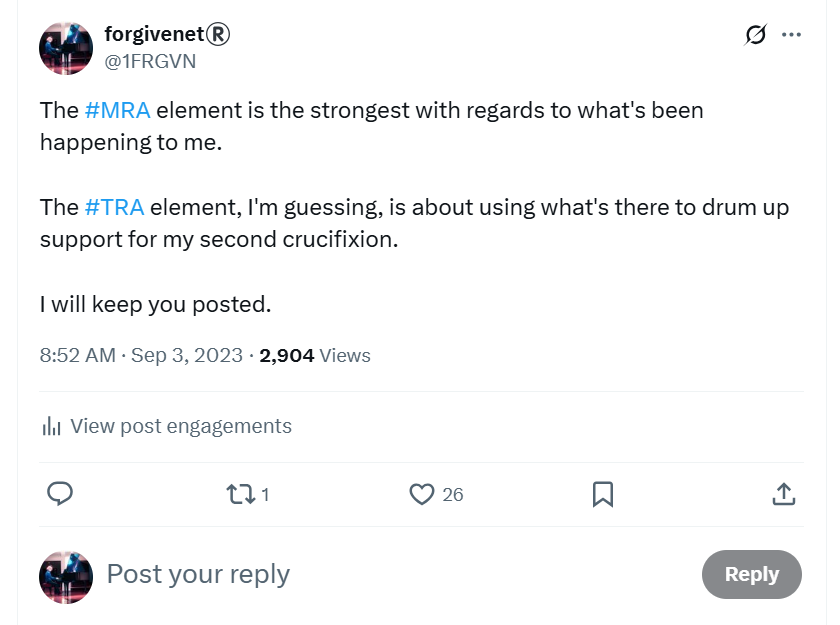 forgivenet®
@1FRGVN
The #MRA element is the strongest with regards to what's been
happening to me.
The #TRA element, I'm guessing, is about using what's there to drum up
support for my second crucifixion.
I will keep you posted.
8:52 AM · Sep 3, 2023 · 2,904 Views
View post engagements
1
26
Post your reply
Reply